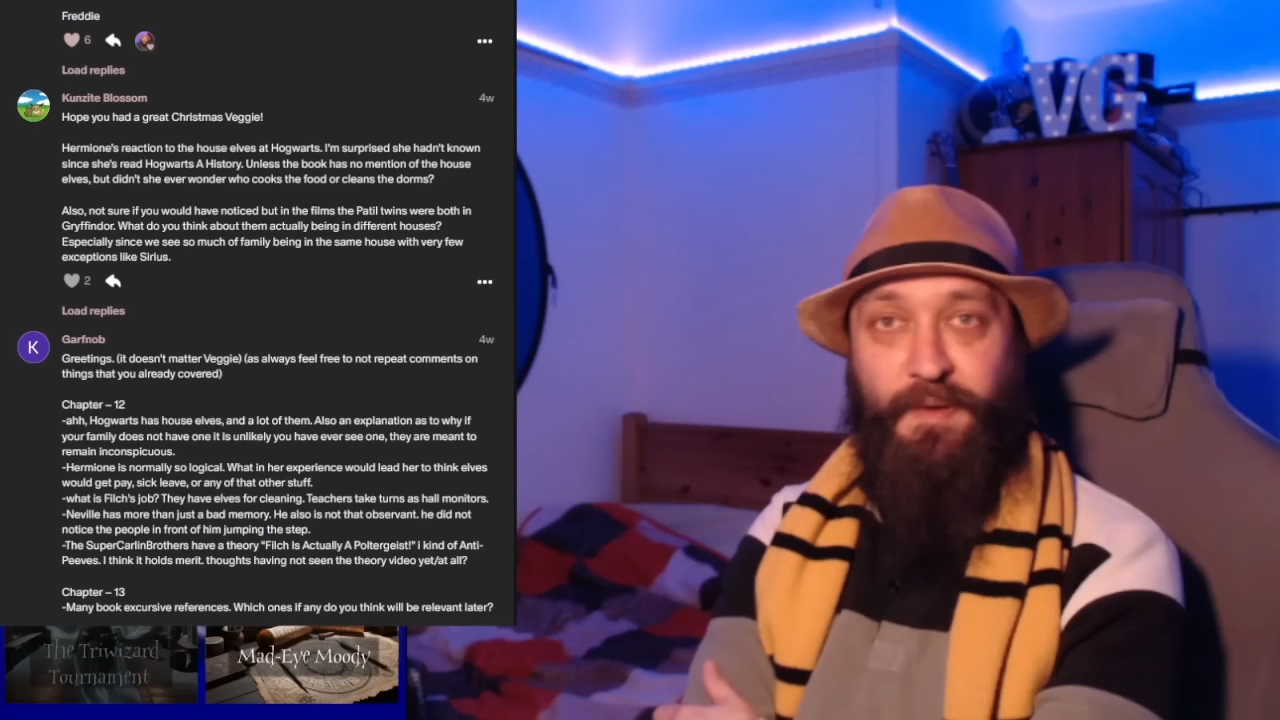 Freddie
6
Load replies
Kunzite Blossom 4w
Hope you had a great Christmas Veggie!
Hermione's reaction to the house elves at Hogwarts. I'm surprised she hadn't known
since she's read Hogwarts A History. Unless the book has no mention of the house
elves, but didn't she ever wonder who cooks the food or cleans the dorms?
Also, not sure if you would have noticed but in the films the Patil twins were both in
Gryffindor. What do you think about them actually being in different houses?
Especially since we see so much of family being in the same house with very few
exceptions like Sirius.
2
Load replies
K
Garfnob 4w
Greetings. (it doesn't matter Veggie) (as always feel free to not repeat comments on
things that you already covered)
Chapter – 12
-ahh, Hogwarts has house elves, and a lot of them. Also an explanation as to why if
your family does not have one it is unlikely you have ever see one, they are meant to
remain inconspicuous.
-Hermione is normally so logical. What in her experience would lead her to think elves
would get pay, sick leave, or any of that other stuff.
-what is Filch's job? They have elves for cleaning. Teachers take turns as hall monitors.
-Neville has more than just a bad memory. He also is not that observant. he did not
notice the people in front of him jumping the step.
-The SuperCarlinBrothers have a theory "Filch Is Actually A Poltergeist!" i kind of Anti-
Peeves. I think it holds merit. thoughts having not seen the theory video yet/at all?
Chapter – 13
-Many book excursive references. Which ones if any do you think will be relevant later?
The Triwizard
Tournament
Mad-Eye Moody
VG